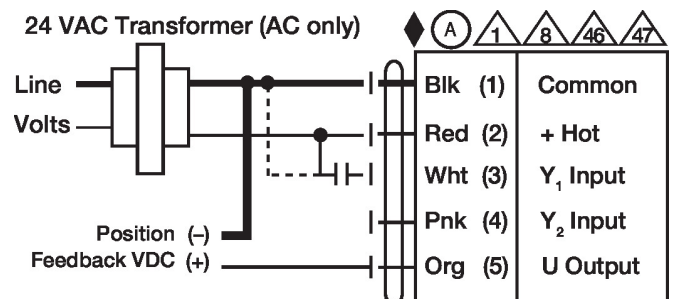 24 VAC Transformer (AC only)
A 1 8 46 47
Line
Volts
Blk (1) Common
Red (2) + Hot
Wht (3) Y1 Input
Pnk (4) Y2 Input
Position (–)
Feedback VDC (+)
Org (5) U Output